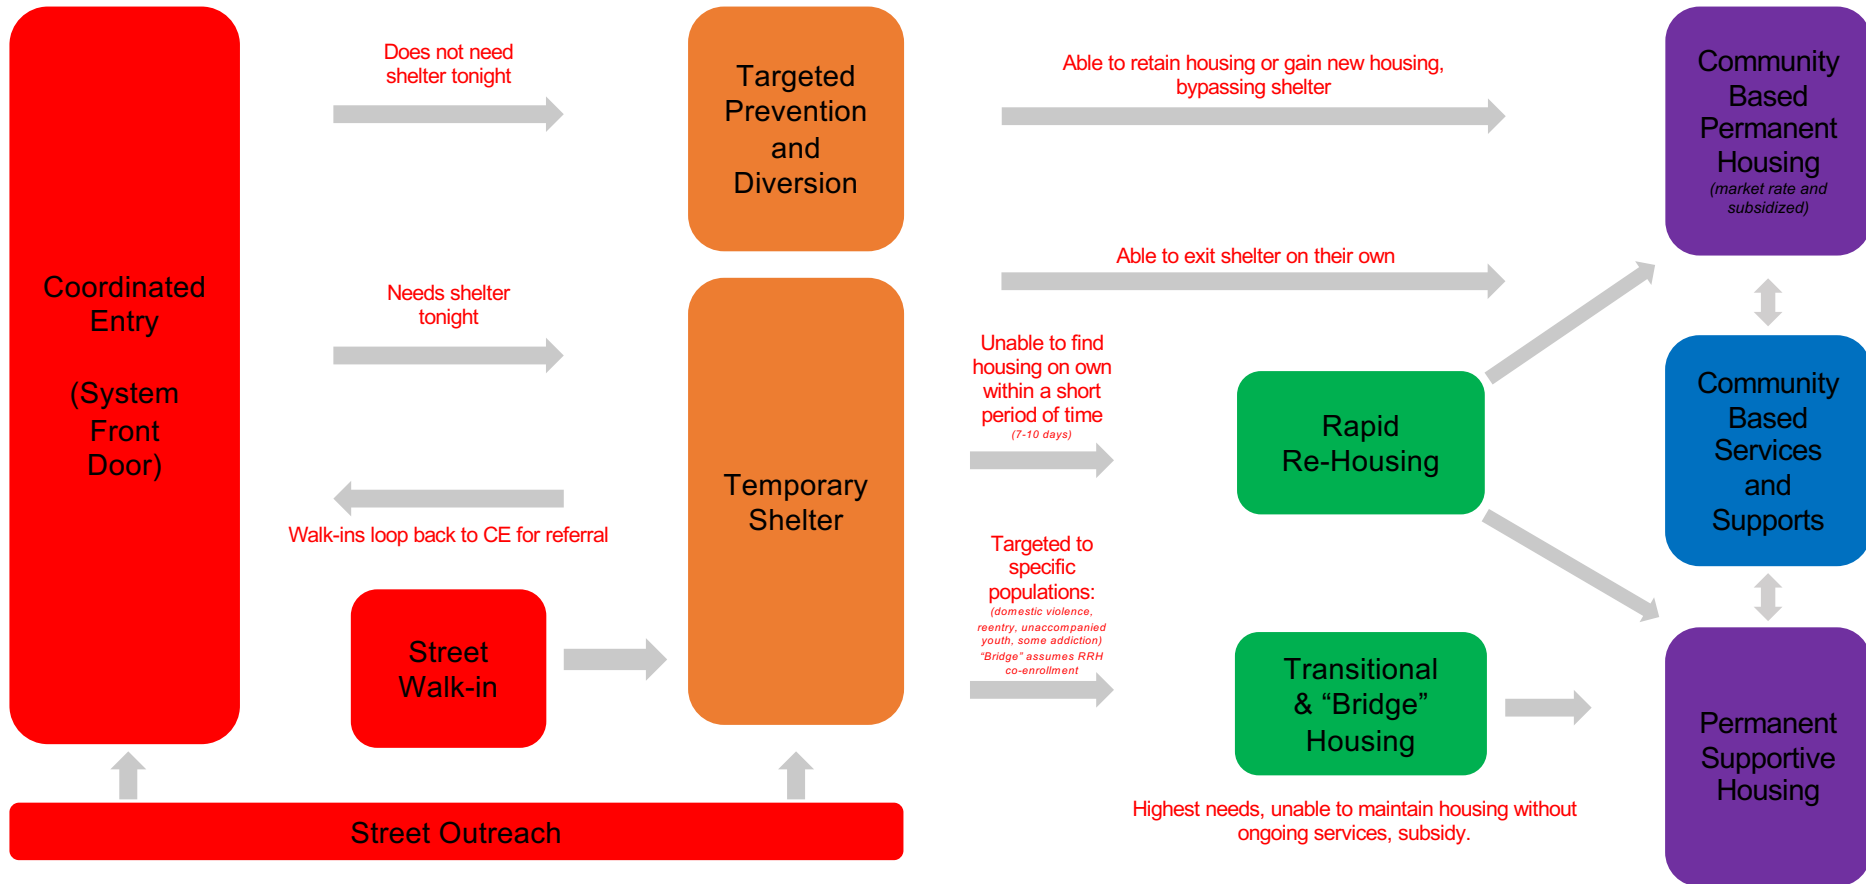 Coordinated
Entry
(System
Front
Door)
Does not need
shelter tonight
Needs shelter
tonight
Walk-ins loop back to CE for referral
Street
Walk-in
Street Outreach
Targeted
Prevention
and
Diversion
Temporary
Shelter
Able to retain housing or gain new housing,
bypassing shelter
Able to exit shelter on their own
Unable to find
housing on own
within a short
period of time
(7-10 days)
Targeted to
specific
populations:
(domestic violence,
reentry, unaccompanied
youth, some addiction)
“Bridge” assumes RRH
co-enrollment
Rapid
Re-Housing
Transitional
& “Bridge”
Housing
Highest needs, unable to maintain housing without
ongoing services, subsidy.
Community
Based
Permanent
Housing
(market rate and
subsidized)
Community
Based
Services
and
Supports
Permanent
Supportive
Housing